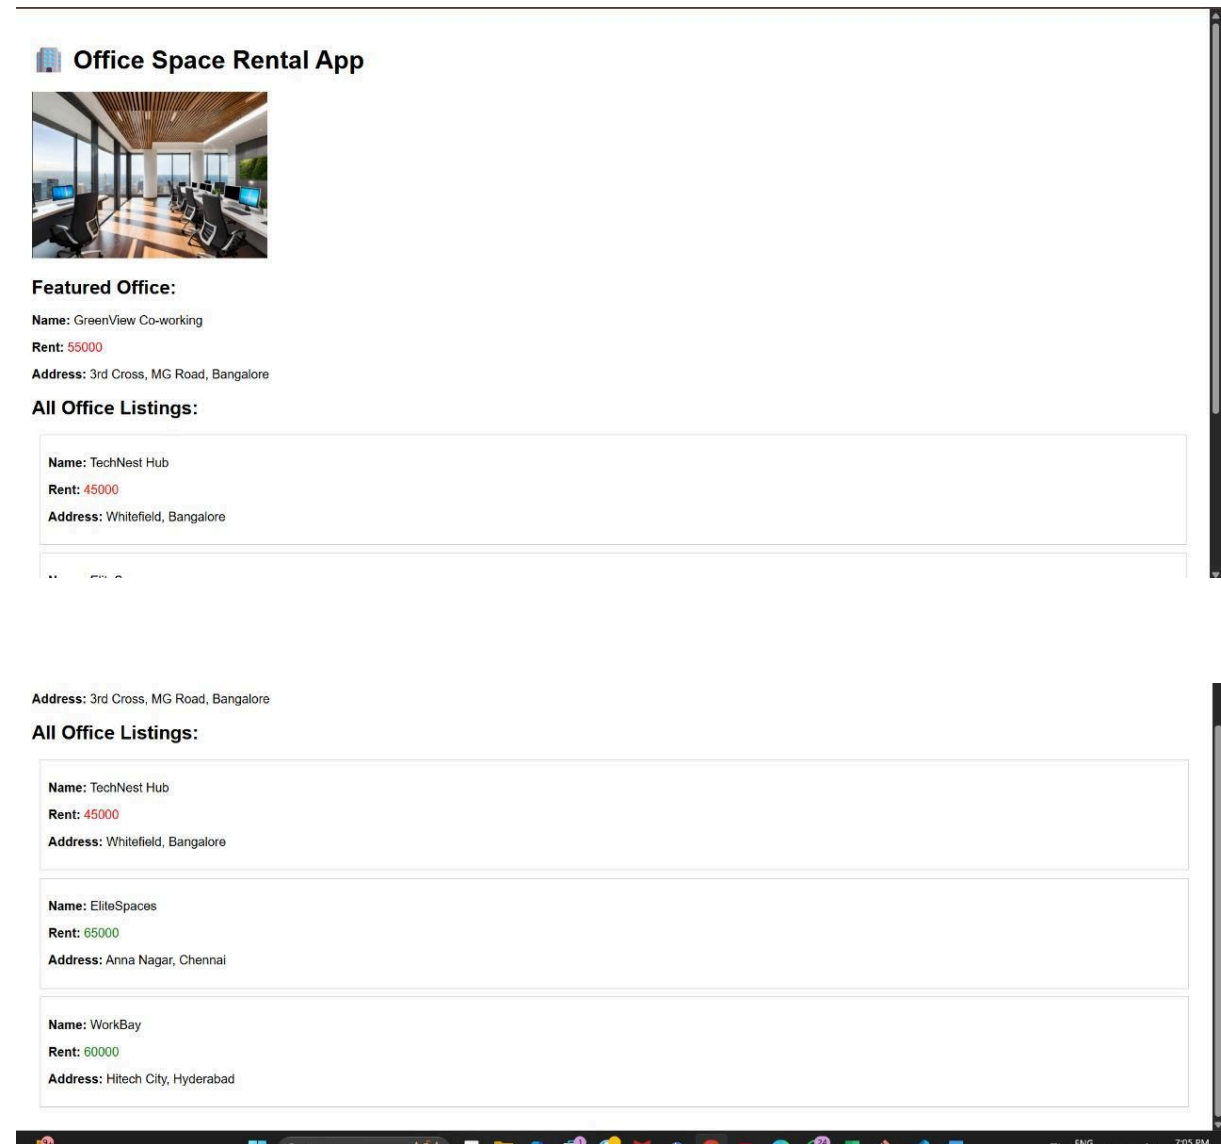 Office Space Rental App
Featured Office:
Name: GreenView Co-working
Rent: 55000
Address: 3rd Cross, MG Road, Bangalore
All Office Listings:
Name: TechNest Hub
Rent: 45000
Address: Whitefield, Bangalore
Address: 3rd Cross, MG Road, Bangalore
All Office Listings:
Name: TechNest Hub
Rent: 45000
Address: Whitefield, Bangalore
Name: EliteSpaces
Rent: 65000
Address: Anna Nagar, Chennai
Name: WorkBay
Rent: 60000
Address: Hitech City, Hyderabad
ENG
7:05 PM